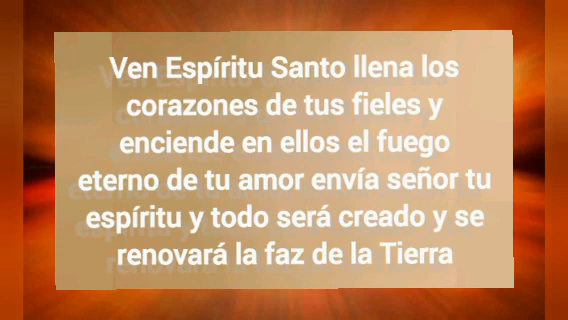 Ven Espíritu Santo llena los
corazones de tus fieles y
enciende en ellos el fuego
eterno de tu amor envía señor tu
espíritu y todo será creado y se
renovará la faz de la Tierra